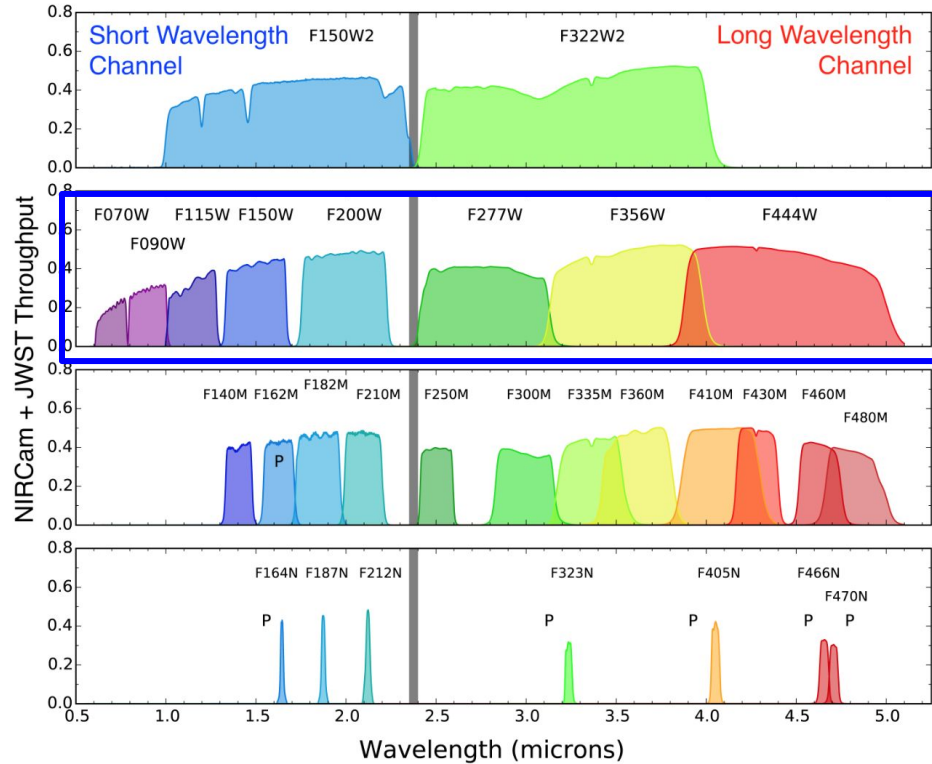 NIRCam + JWST Throughput
0.8
0.6
0.4
0.2
0.0
Short Wavelength
Channel
F150W2
F322W2
Long Wavelength
Channel
0.8
0.6
0.4
0.2
0.0
F070W
F090W
F115W
F150W
F200W
F277W
F356W
F444W
0.8
0.6
0.4
0.2
0.0
F140M
F162M
F182M
F210M
F250M
F300M
F335M
F360M
F410M
F430M
F460M
F480M
P
0.8
0.6
0.4
0.2
0.0
F164N
F187N
F212N
F323N
F405N
F466N
F470N
P
P
P
P
P
0.5
1.0
1.5
2.0
2.5
3.0
3.5
4.0
4.5
5.0
Wavelength (microns)